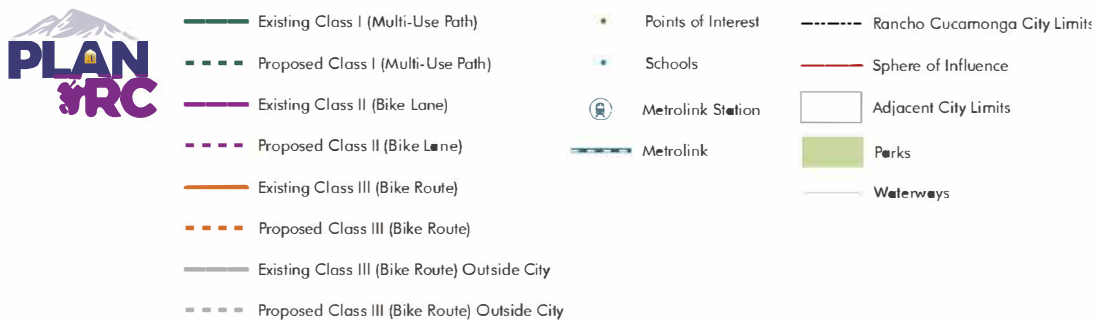 PLAN
RC
Existing Class I (Multi-Use Path)
Proposed Class I (Multi-Use Path)
Existing Class II (Bike Lane)
Proposed Class II (Bike Lane)
Existing Class III (Bike Route)
Proposed Class III (Bike Route)
Existing Class III (Bike Route) Outside City
Proposed Class III (Bike Route) Outside City
Points of Interest
Schools
Metrolink Station
Metrolink
Rancho Cucamonga City Limits
Sphere of Influence
Adjacent City Limits
Parks
Waterways